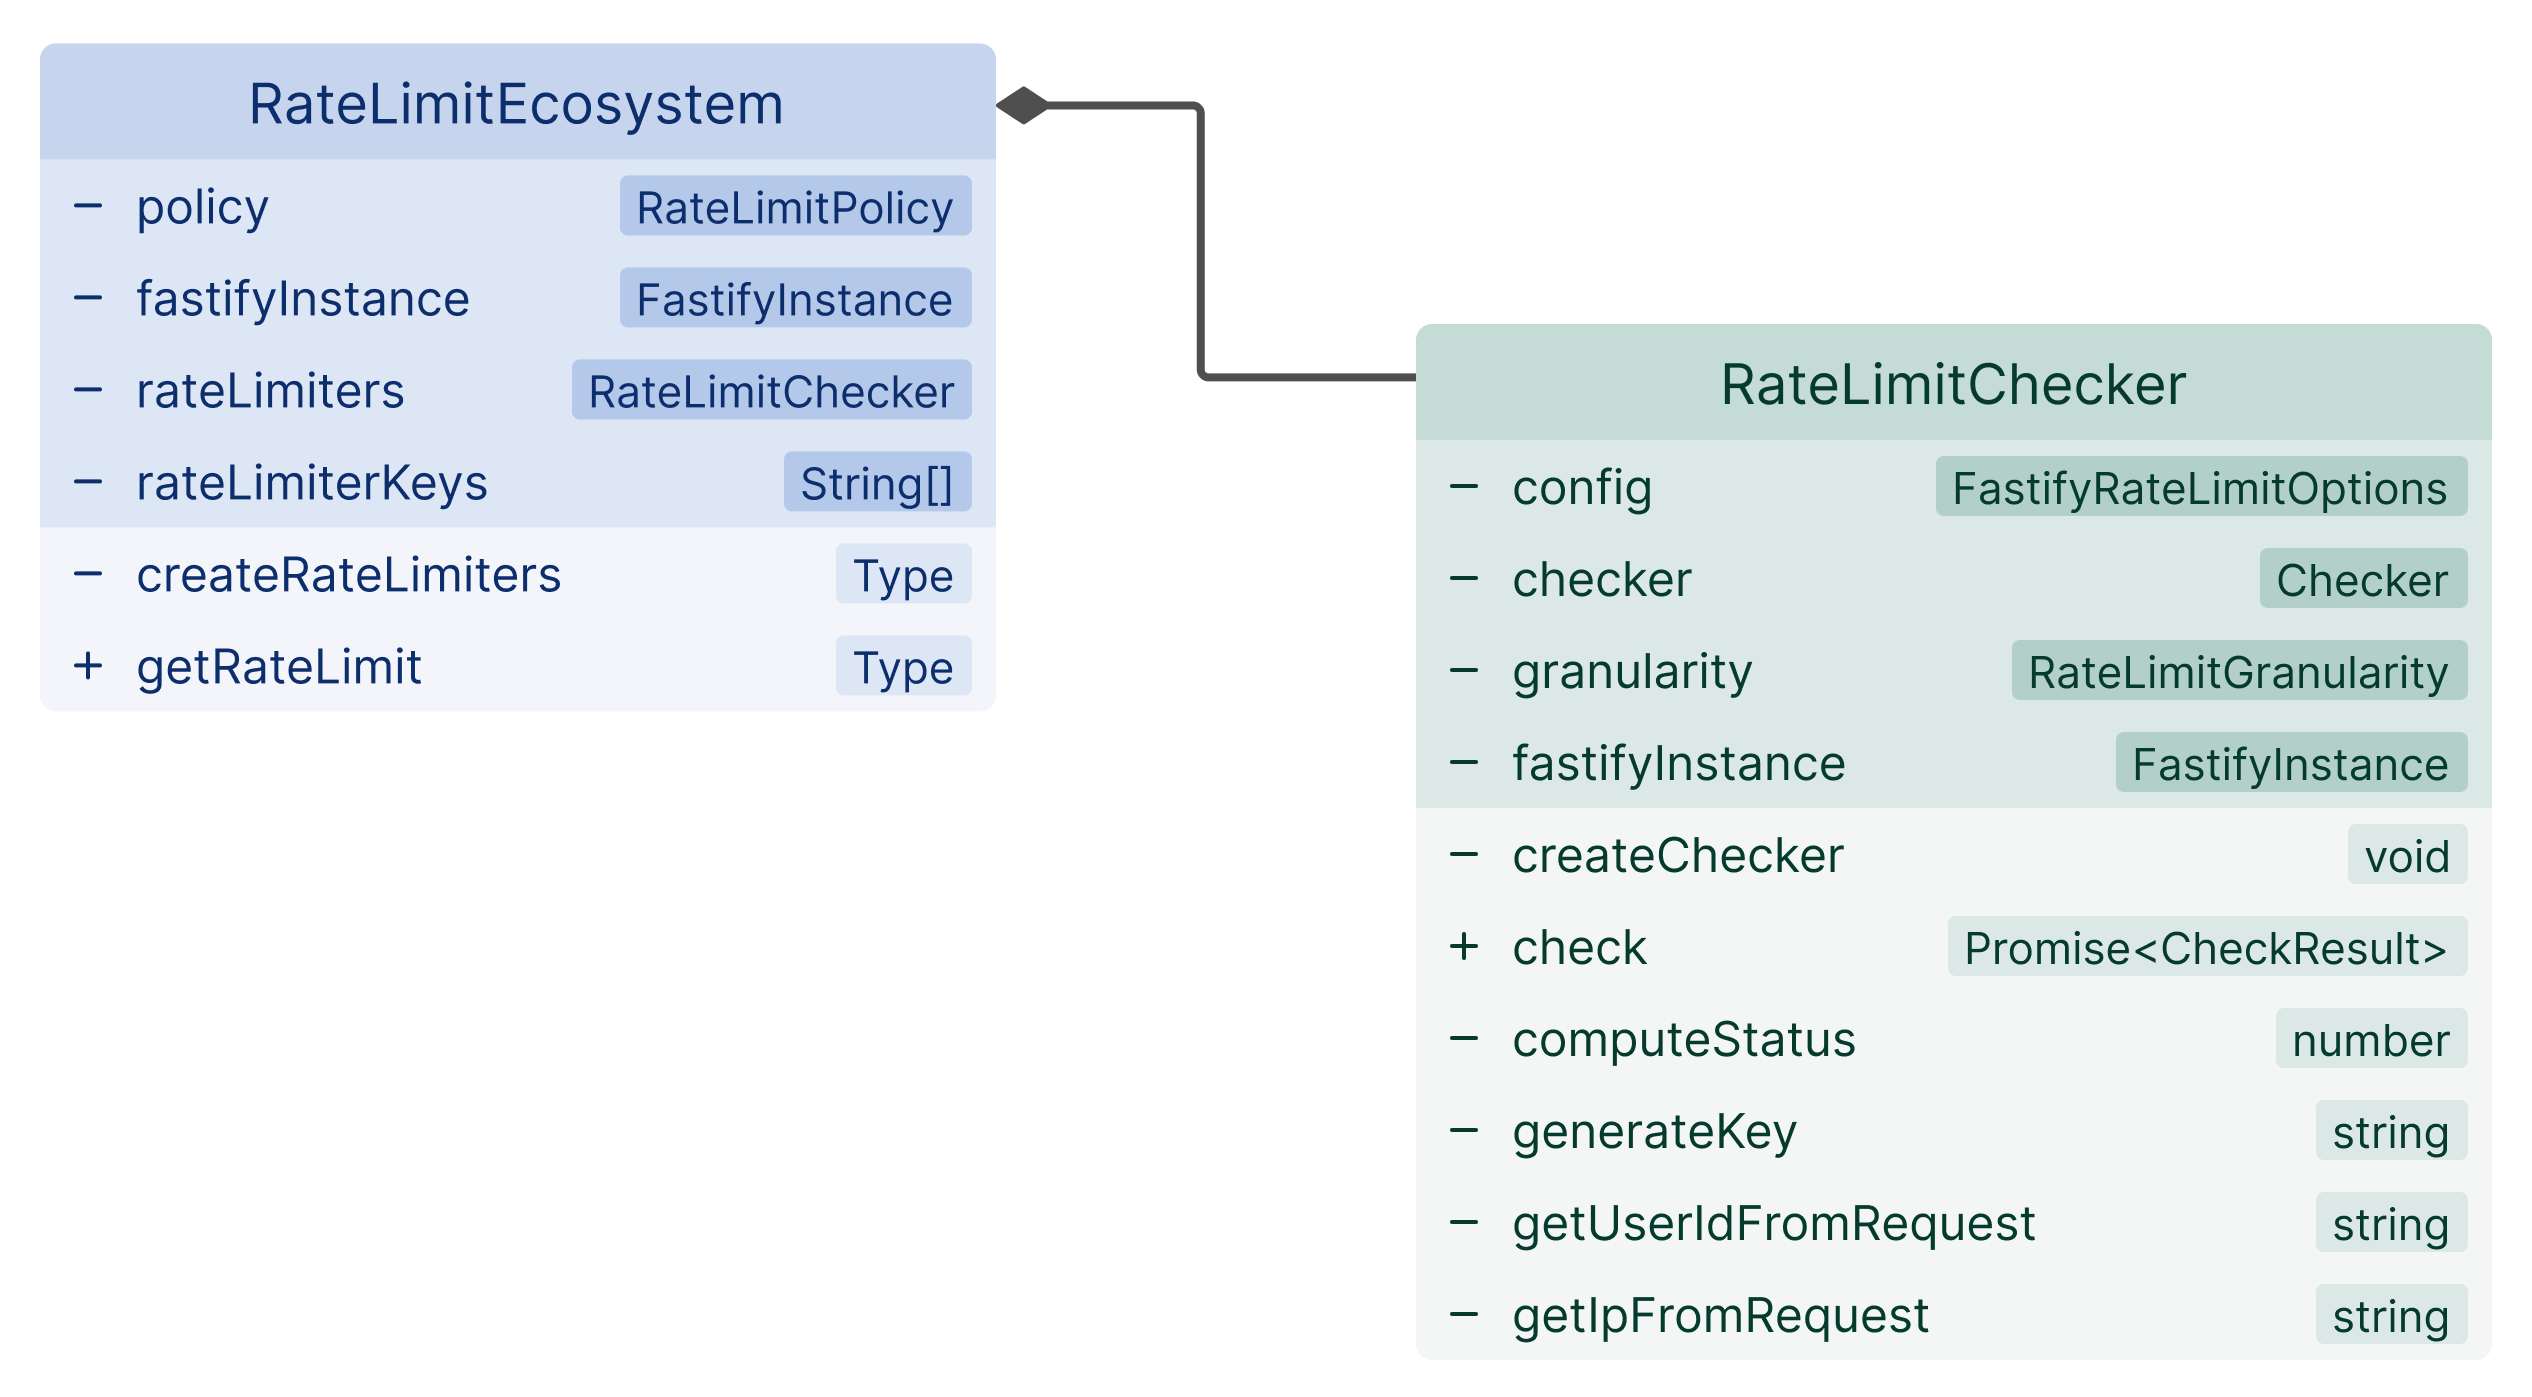 RateLimitEcosystem
− policy RateLimitPolicy
− fastifyInstance FastifyInstance
− rateLimiters RateLimitChecker
− rateLimiterKeys String[]
− createRateLimiters Type
+ getRateLimit Type
RateLimitChecker
− config FastifyRateLimitOptions
− checker Checker
− granularity RateLimitGranularity
− fastifyInstance FastifyInstance
− createChecker void
+ check Promise<CheckResult>
− computeStatus number
− generateKey string
− getUserIdFromRequest string
− getIpFromRequest string